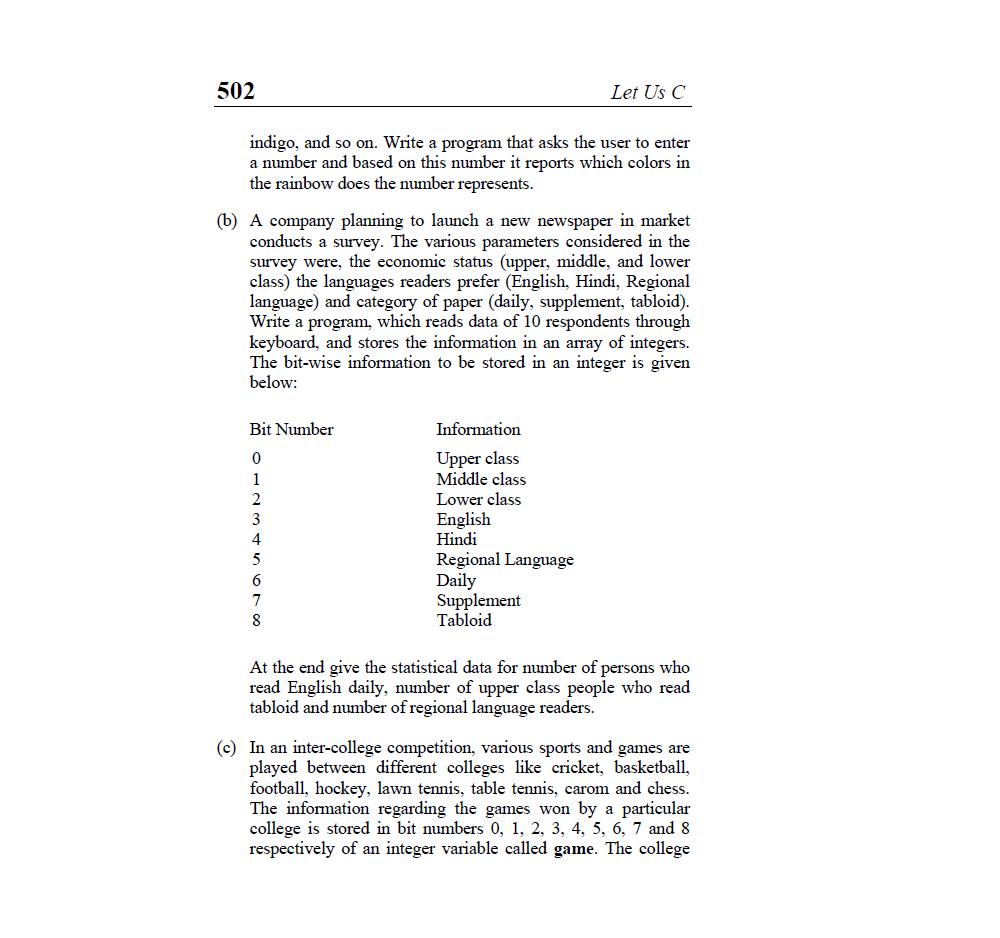 502 Let Us C
indigo, and so on. Write a program that asks the user to enter
a number and based on this number it reports which colors in
the rainbow does the number represents.
(b) A company planning to launch a new newspaper in market
conducts a survey. The various parameters considered in the
survey were, the economic status (upper, middle, and lower
class) the languages readers prefer (English, Hindi, Regional
language) and category of paper (daily, supplement, tabloid).
Write a program, which reads data of 10 respondents through
keyboard, and stores the information in an array of integers.
The bit-wise information to be stored in an integer is given
below:
Bit Number Information
0 Upper class
1 Middle class
2 Lower class
3 English
4 Hindi
5 Regional Language
6 Daily
7 Supplement
8 Tabloid
At the end give the statistical data for number of persons who
read English daily, number of upper class people who read
tabloid and number of regional language readers.
(c) In an inter-college competition, various sports and games are
played between different colleges like cricket, basketball,
football, hockey, lawn tennis, table tennis, carom and chess.
The information regarding the games won by a particular
college is stored in bit numbers 0, 1, 2, 3, 4, 5, 6, 7 and 8
respectively of an integer variable called game. The college